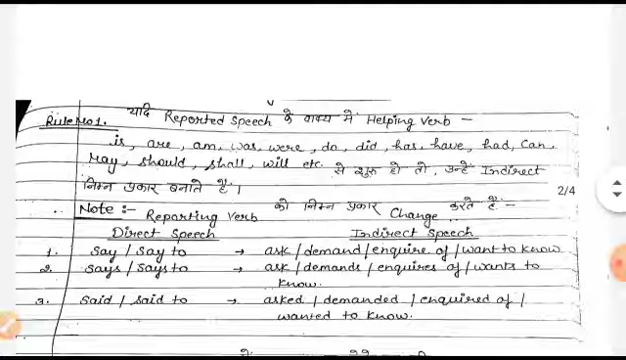 Rule No 1. यदि Reported Speech के वाक्य में Helping Verb –
is, are, am, was, were, do, did, has, have, had, can,
May, should, shall, will etc. से शुरू हो तो, उन्हें Indirect
निम्न प्रकार बनाते हैं।
2/4
Note :- Reporting Verb को निम्न प्रकार Change करते हैं –
Direct Speech Indirect Speech
1. Say / Say to → ask / demand / enquire of / want to know
2. Says / Says to → ask / demands / enquires of / wants to
know.
3. Said / Said to → asked / demanded / enquired of /
wanted to know.